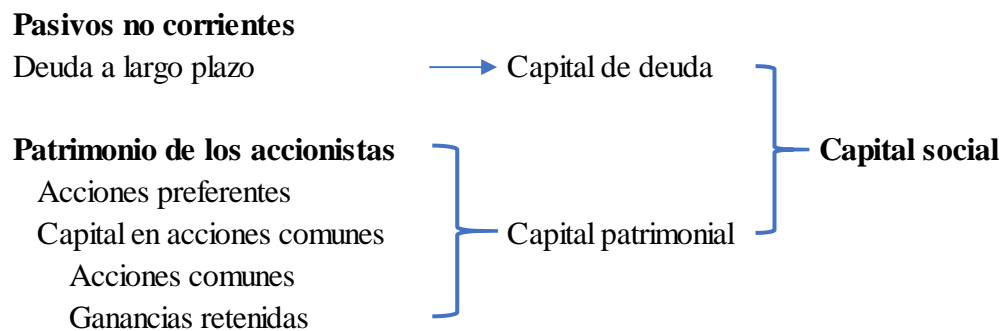 Pasivos no corrientes
Deuda a largo plazo Capital de deuda
Patrimonio de los accionistas Capital social
Acciones preferentes
Capital en acciones comunes Capital patrimonial
Acciones comunes
Ganancias retenidas